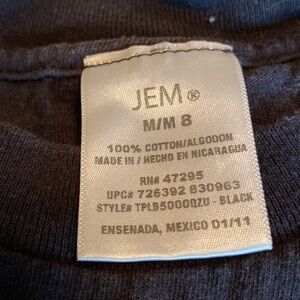 JEM®
M/M 8
100% COTTON/ALGODON
MADE IN / HECHO EN NICARAGUA
RN# 47295
UPC# 726392 830963
STYLE# TPL95000QZU - BLACK
ENSENADA, MEXICO 01/11